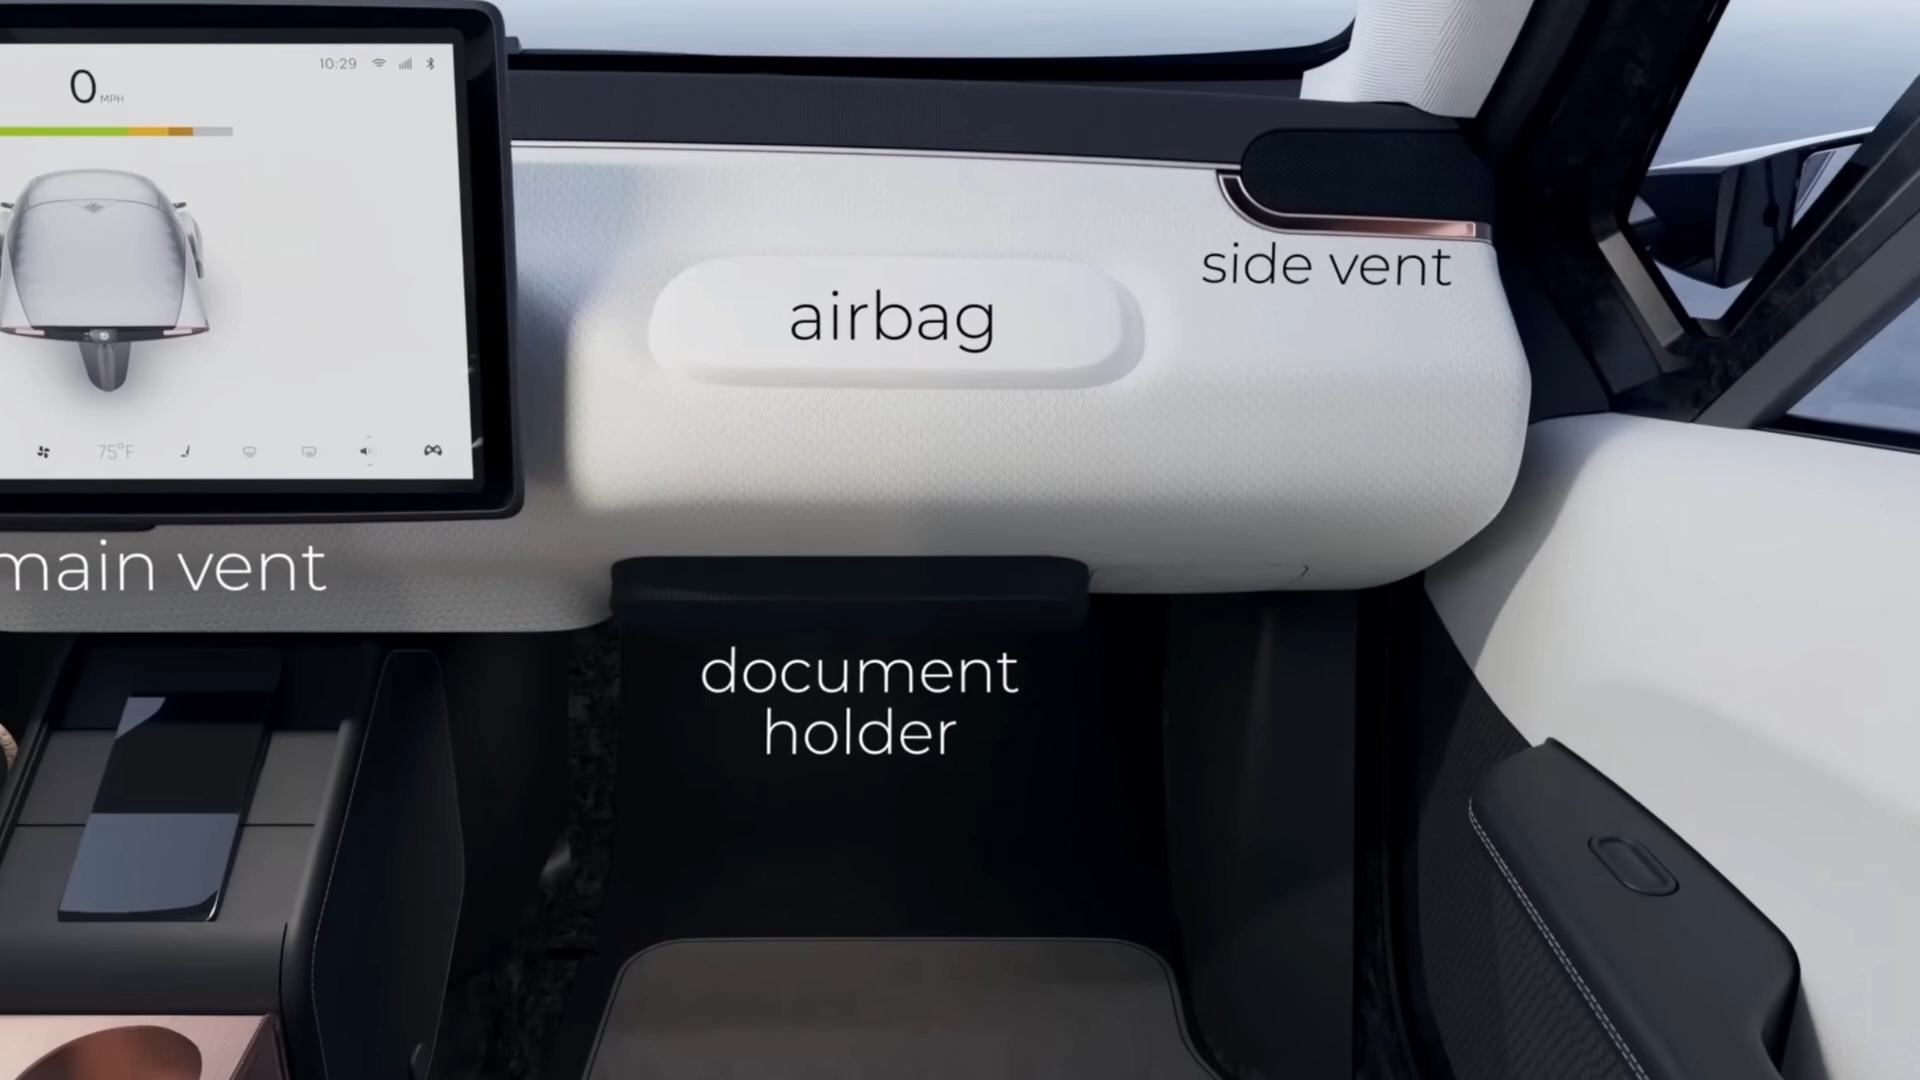 10:29
0 MPH
side vent
airbag
main vent
75°F
document
holder